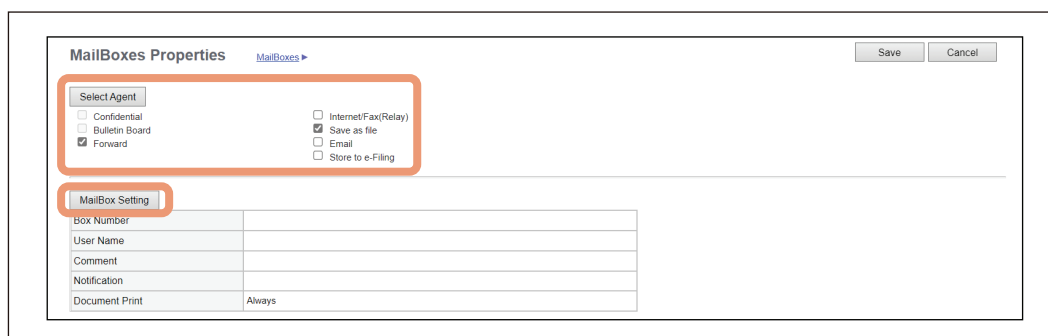 MailBoxes Properties MailBoxes ▶ Save Cancel
Select Agent
Confidential Internet/Fax(Relay)
Bulletin Board Save as file
Forward Email
Store to e-Filing
MailBox Setting
Box Number
User Name
Comment
Notification
Document Print Always